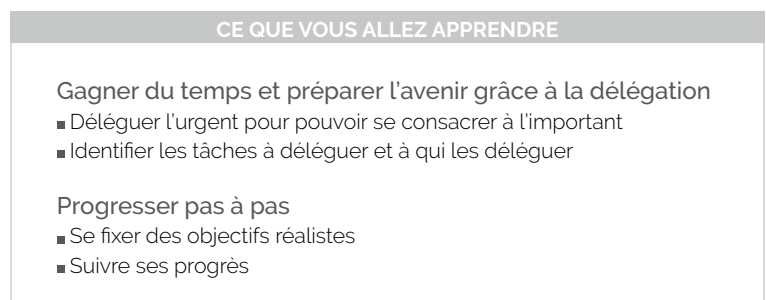 CE QUE VOUS ALLEZ APPRENDRE
Gagner du temps et préparer l’avenir grâce à la délégation
■ Déléguer l’urgent pour pouvoir se consacrer à l’important
■ Identifier les tâches à déléguer et à qui les déléguer
Progresser pas à pas
■ Se fixer des objectifs réalistes
■ Suivre ses progrès